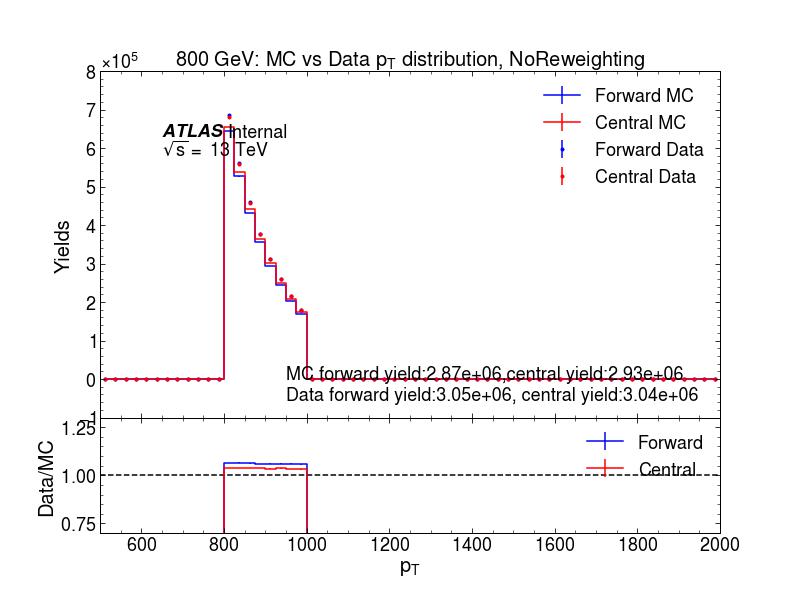 ×10⁵
800 GeV: MC vs Data p_T distribution, NoReweighting
8
7
6
5
4
3
2
1
0
−1
Yields
ATLAS Internal
√s = 13 TeV
Forward MC
Central MC
Forward Data
Central Data
MC forward yield:2.87e+06,central yield:2.93e+06
Data forward yield:3.05e+06, central yield:3.04e+06
1.25
1.00
0.75
Data/MC
Forward
Central
600 800 1000 1200 1400 1600 1800 2000
p_T